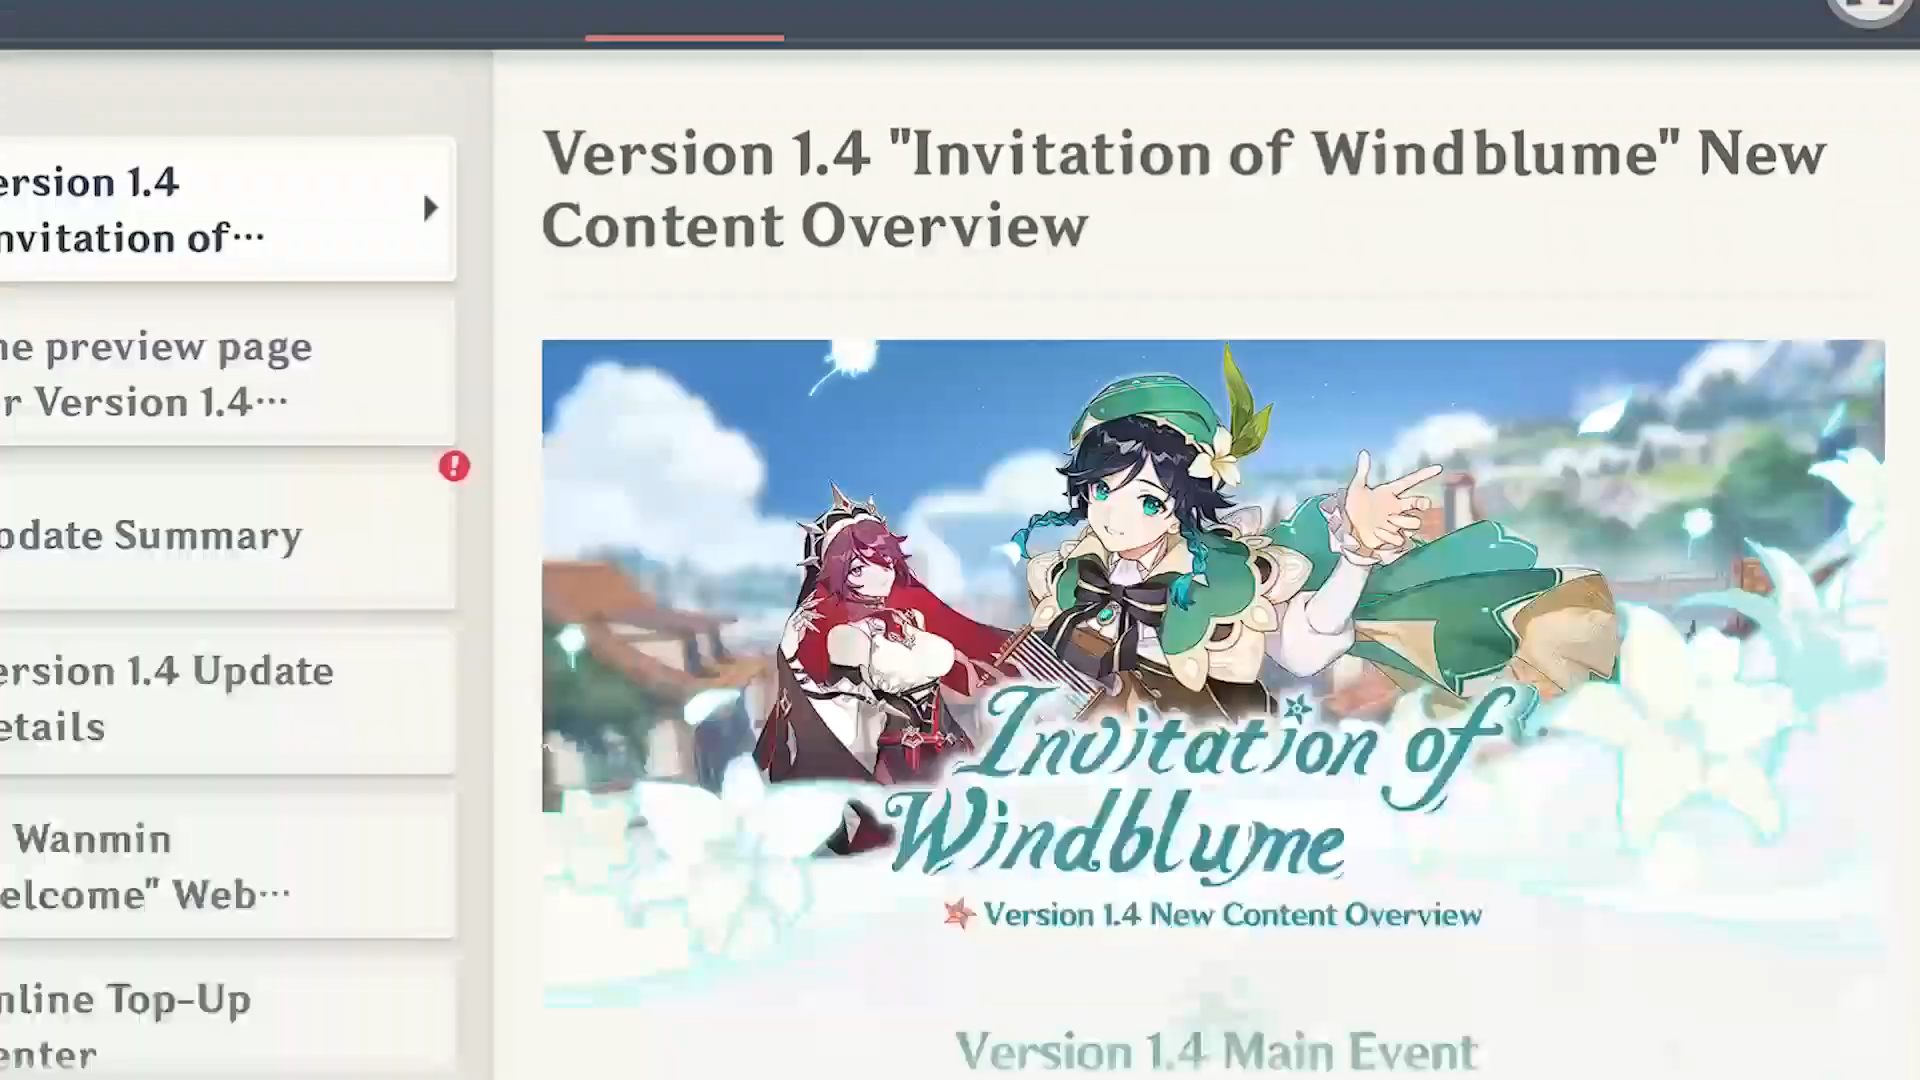 ersion 1.4
nvitation of···
ne preview page
r Version 1.4···
pdate Summary
ersion 1.4 Update
etails
Wanmin
elcome" Web···
nline Top-Up
enter
Version 1.4 "Invitation of Windblume" New
Content Overview
Invitation of
Windblume
Version 1.4 New Content Overview
Version 1.4 Main Event